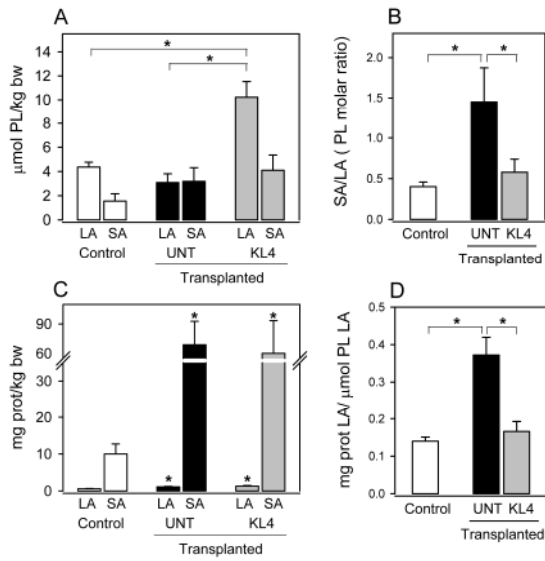 A
μmol PL/kg bw
14
12
10
8
6
4
2
0
*
*
LA SA LA SA LA SA
Control UNT KL4
Transplanted
B
SA/LA ( PL molar ratio)
2.0
1.5
1.0
0.5
0.0
* *
Control UNT KL4
Transplanted
C
mg prot/kg bw
90
60
30
20
10
0
* *
* *
LA SA LA SA LA SA
Control UNT KL4
Transplanted
D
mg prot LA/ μmol PL LA
0.5
0.4
0.3
0.2
0.1
0.0
* *
Control UNT KL4
Transplanted